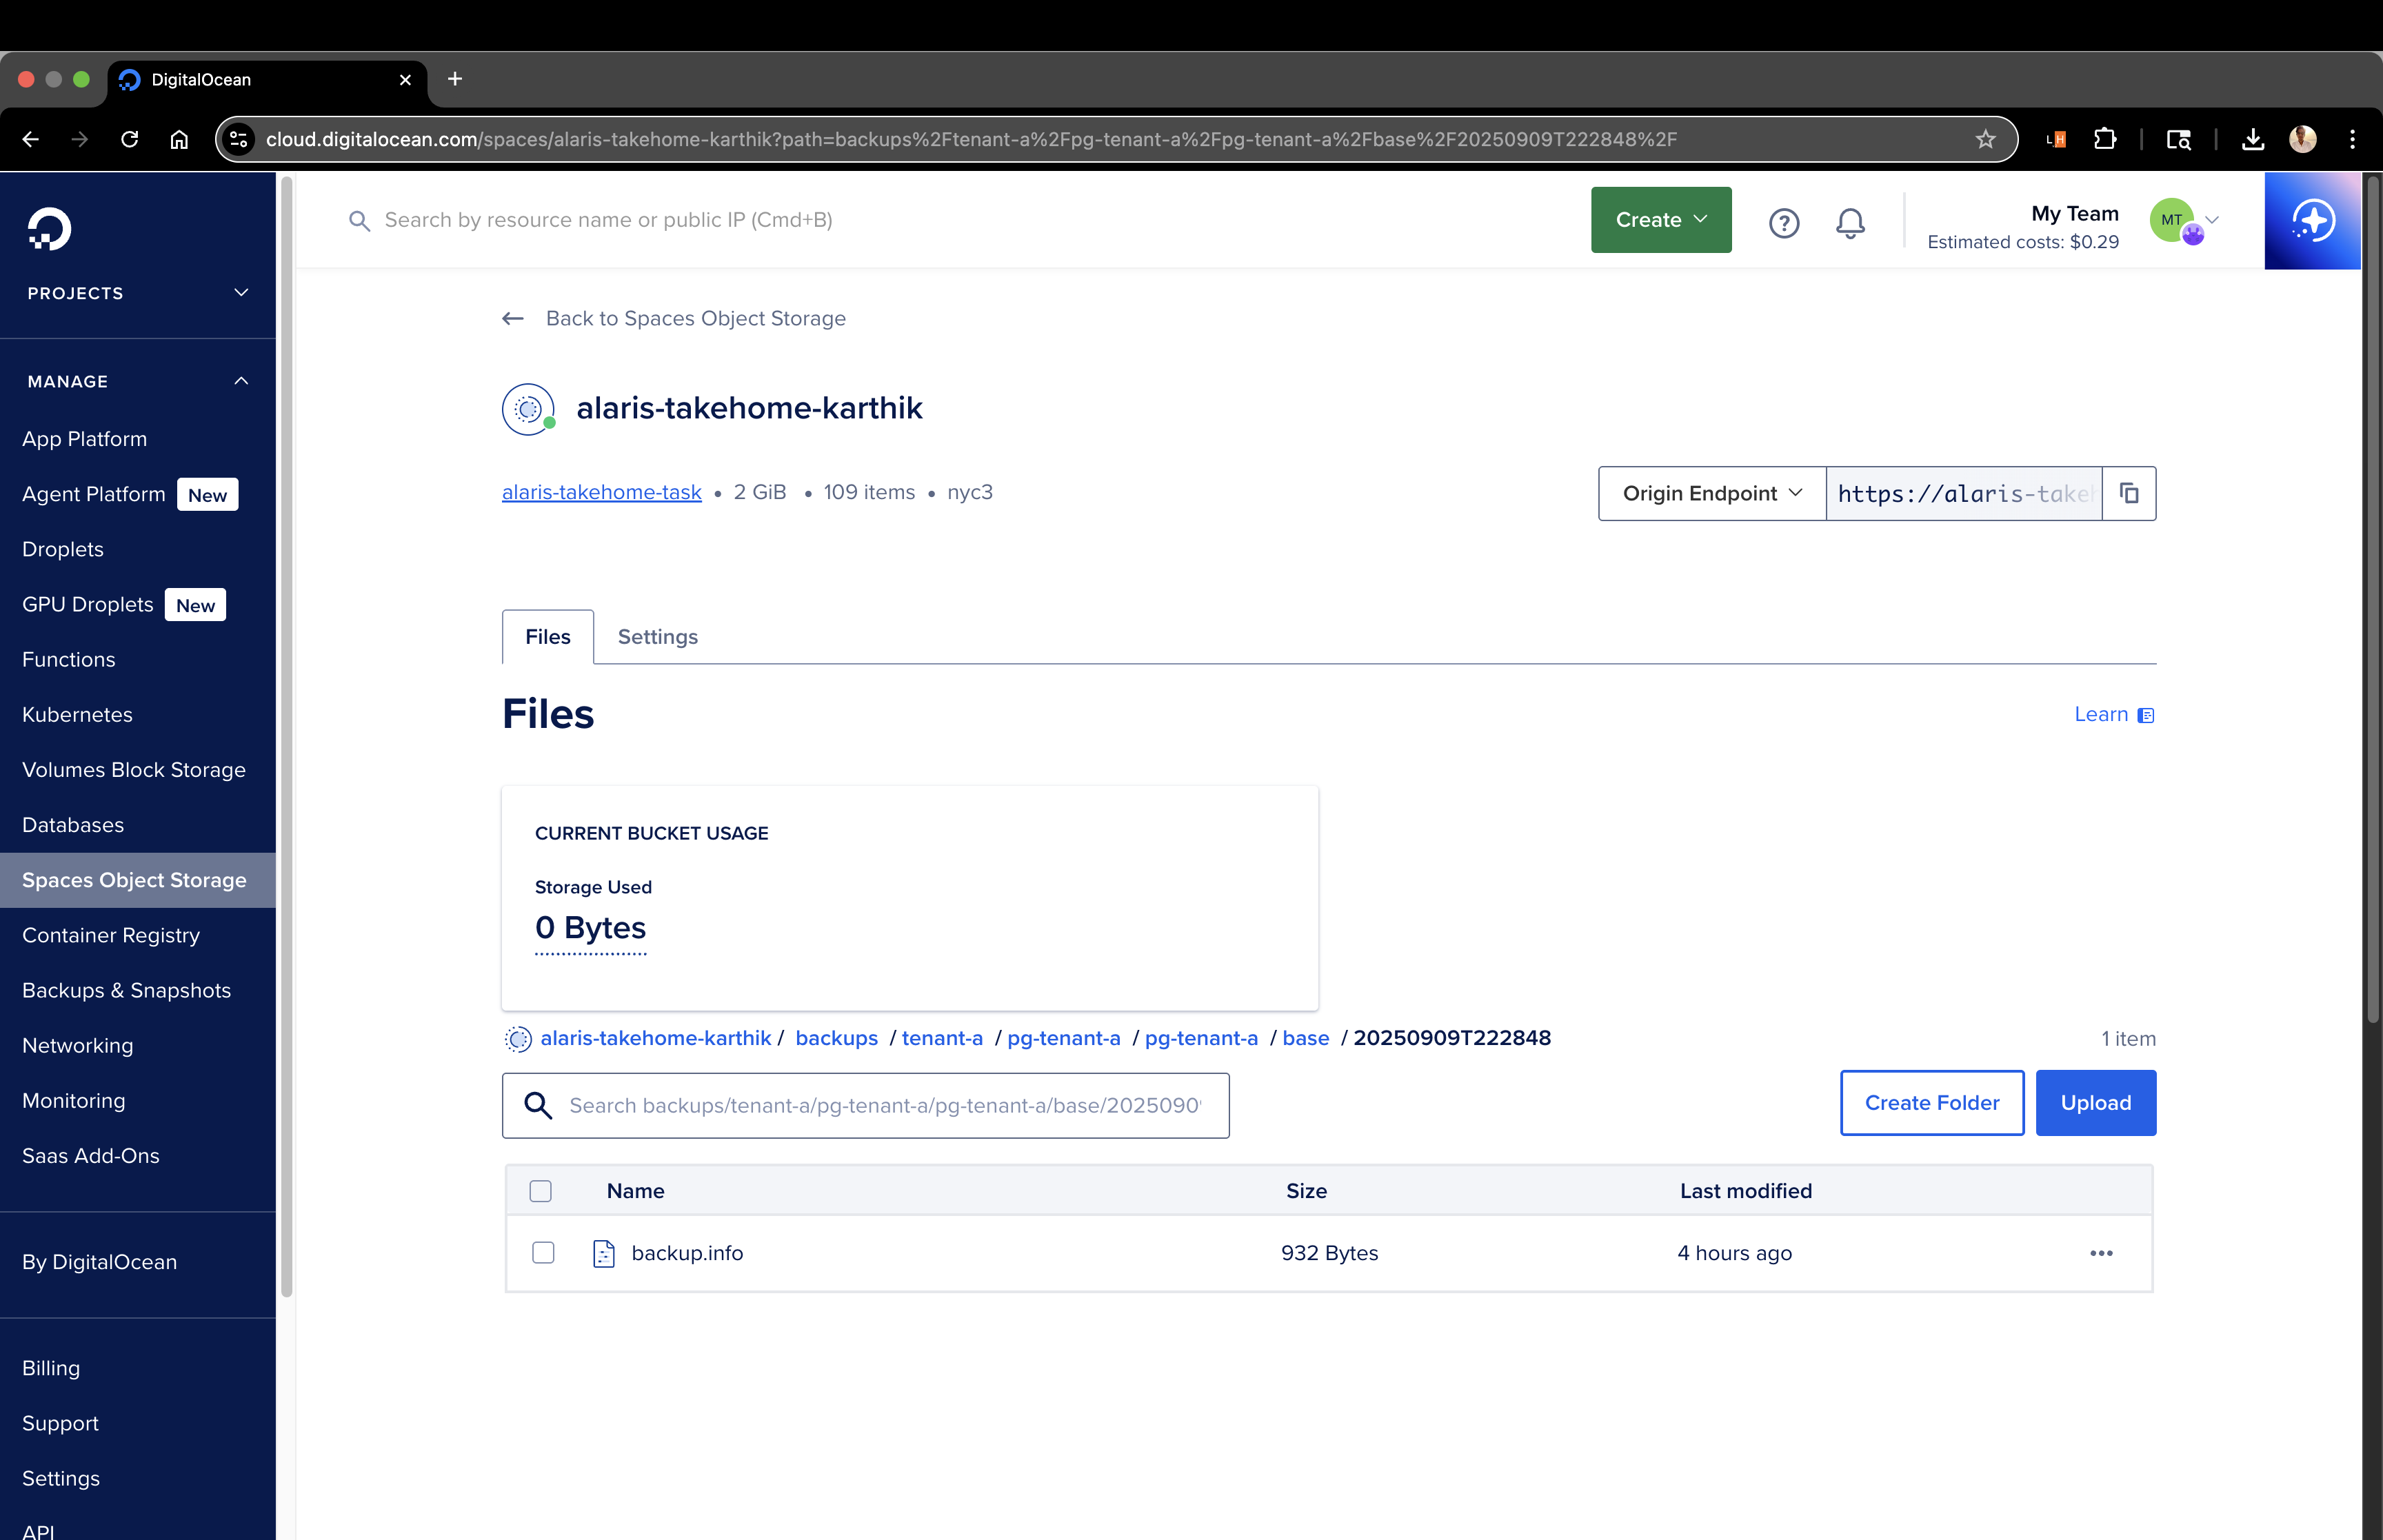 DigitalOcean
cloud.digitalocean.com/spaces/alaris-takehome-karthik?path=backups%2Ftenant-a%2Fpg-tenant-a%2Fpg-tenant-a%2Fbase%2F20250909T222848%2F
Search by resource name or public IP (Cmd+B)
Create
My Team
Estimated costs: $0.29
MT
PROJECTS
MANAGE
App Platform
Agent Platform New
Droplets
GPU Droplets New
Functions
Kubernetes
Volumes Block Storage
Databases
Spaces Object Storage
Container Registry
Backups & Snapshots
Networking
Monitoring
Saas Add-Ons
By DigitalOcean
Billing
Support
Settings
API
Back to Spaces Object Storage
alaris-takehome-karthik
alaris-takehome-task • 2 GiB • 109 items • nyc3
Origin Endpoint https://alaris-takeh
Files Settings
Files
Learn
CURRENT BUCKET USAGE
Storage Used
0 Bytes
alaris-takehome-karthik / backups / tenant-a / pg-tenant-a / pg-tenant-a / base / 20250909T222848
1 item
Search backups/tenant-a/pg-tenant-a/pg-tenant-a/base/2025090
Create Folder
Upload
Name Size Last modified
backup.info 932 Bytes 4 hours ago